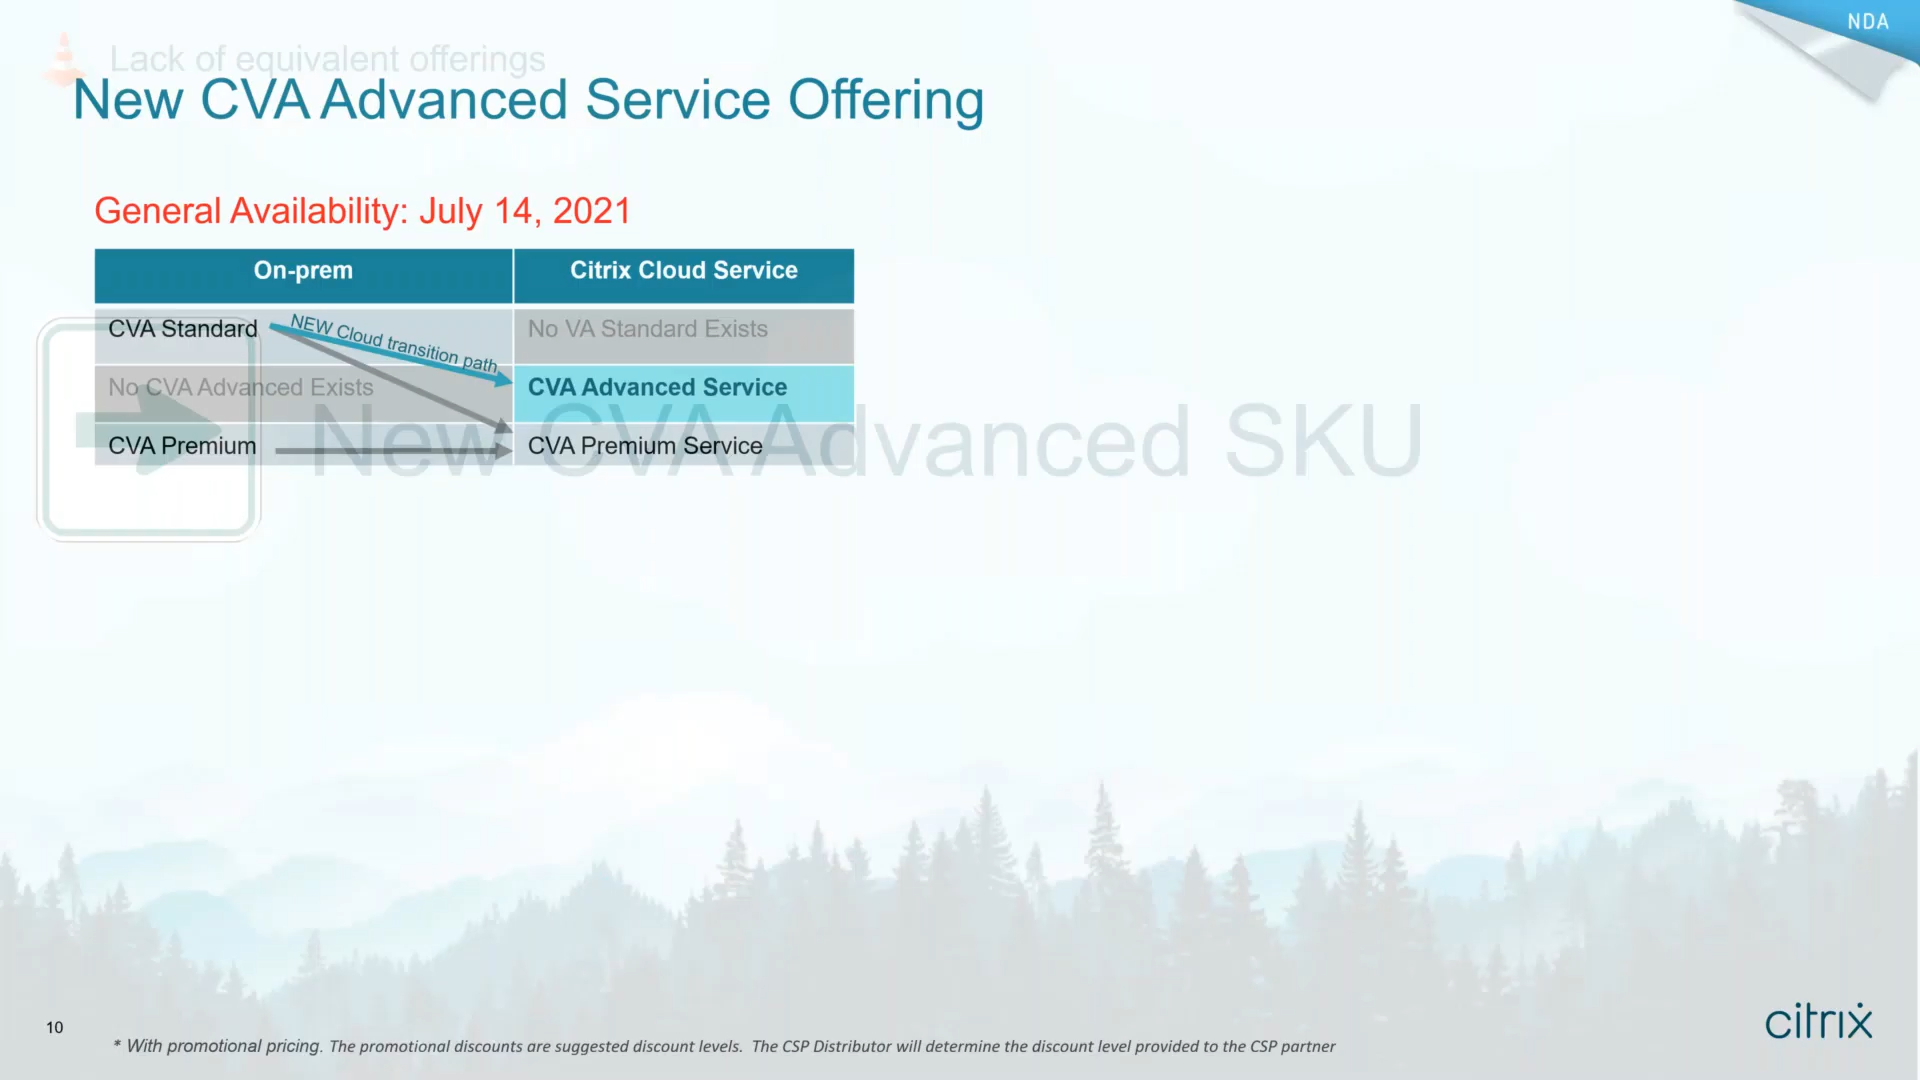 NDA
Lack of equivalent offerings
New CVA Advanced Service Offering
General Availability: July 14, 2021
On-prem
Citrix Cloud Service
CVA Standard
NEW Cloud transition path
No VA Standard Exists
No CVA Advanced Exists
CVA Advanced Service
New CVA Advanced SKU
CVA Premium
CVA Premium Service
10
* With promotional pricing. The promotional discounts are suggested discount levels. The CSP Distributor will determine the discount level provided to the CSP partner
citrix